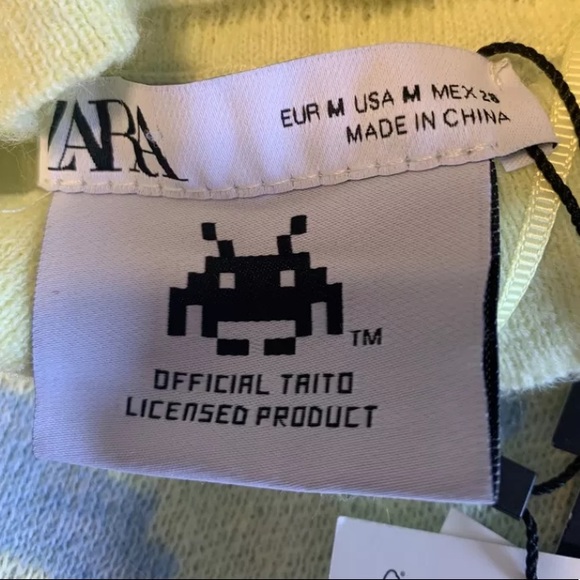 ZARA
EUR M USA M MEX 28
MADE IN CHINA
TM
OFFICIAL TAITO
LICENSED PRODUCT